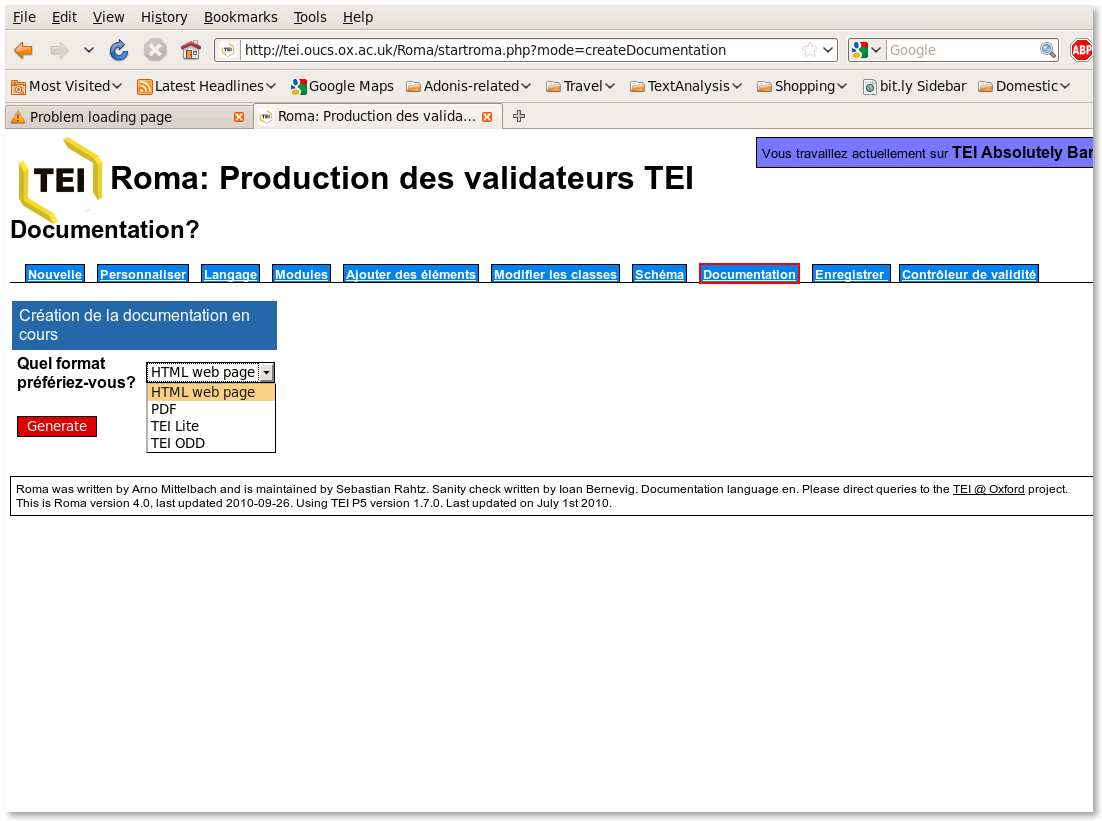 File Edit View History Bookmarks Tools Help
TEI http://tei.oucs.ox.ac.uk/Roma/startroma.php?mode=createDocumentation Google ABP
Most Visited Latest Headlines Google Maps Adonis-related Travel TextAnalysis Shopping bit.ly Sidebar Domestic
Problem loading page TEI Roma: Production des valida...
Vous travaillez actuellement sur TEI Absolutely Bar
TEI Roma: Production des validateurs TEI
Documentation?
Nouvelle Personnaliser Langage Modules Ajouter des éléments Modifier les classes Schéma Documentation Enregistrer Contrôleur de validité
Création de la documentation en
cours
Quel format
préfériez-vous?
HTML web page
HTML web page
PDF
TEI Lite
TEI ODD
Generate
Roma was written by Arno Mittelbach and is maintained by Sebastian Rahtz. Sanity check written by Ioan Bernevig. Documentation language en. Please direct queries to the TEI @ Oxford project.
This is Roma version 4.0, last updated 2010-09-26. Using TEI P5 version 1.7.0. Last updated on July 1st 2010.